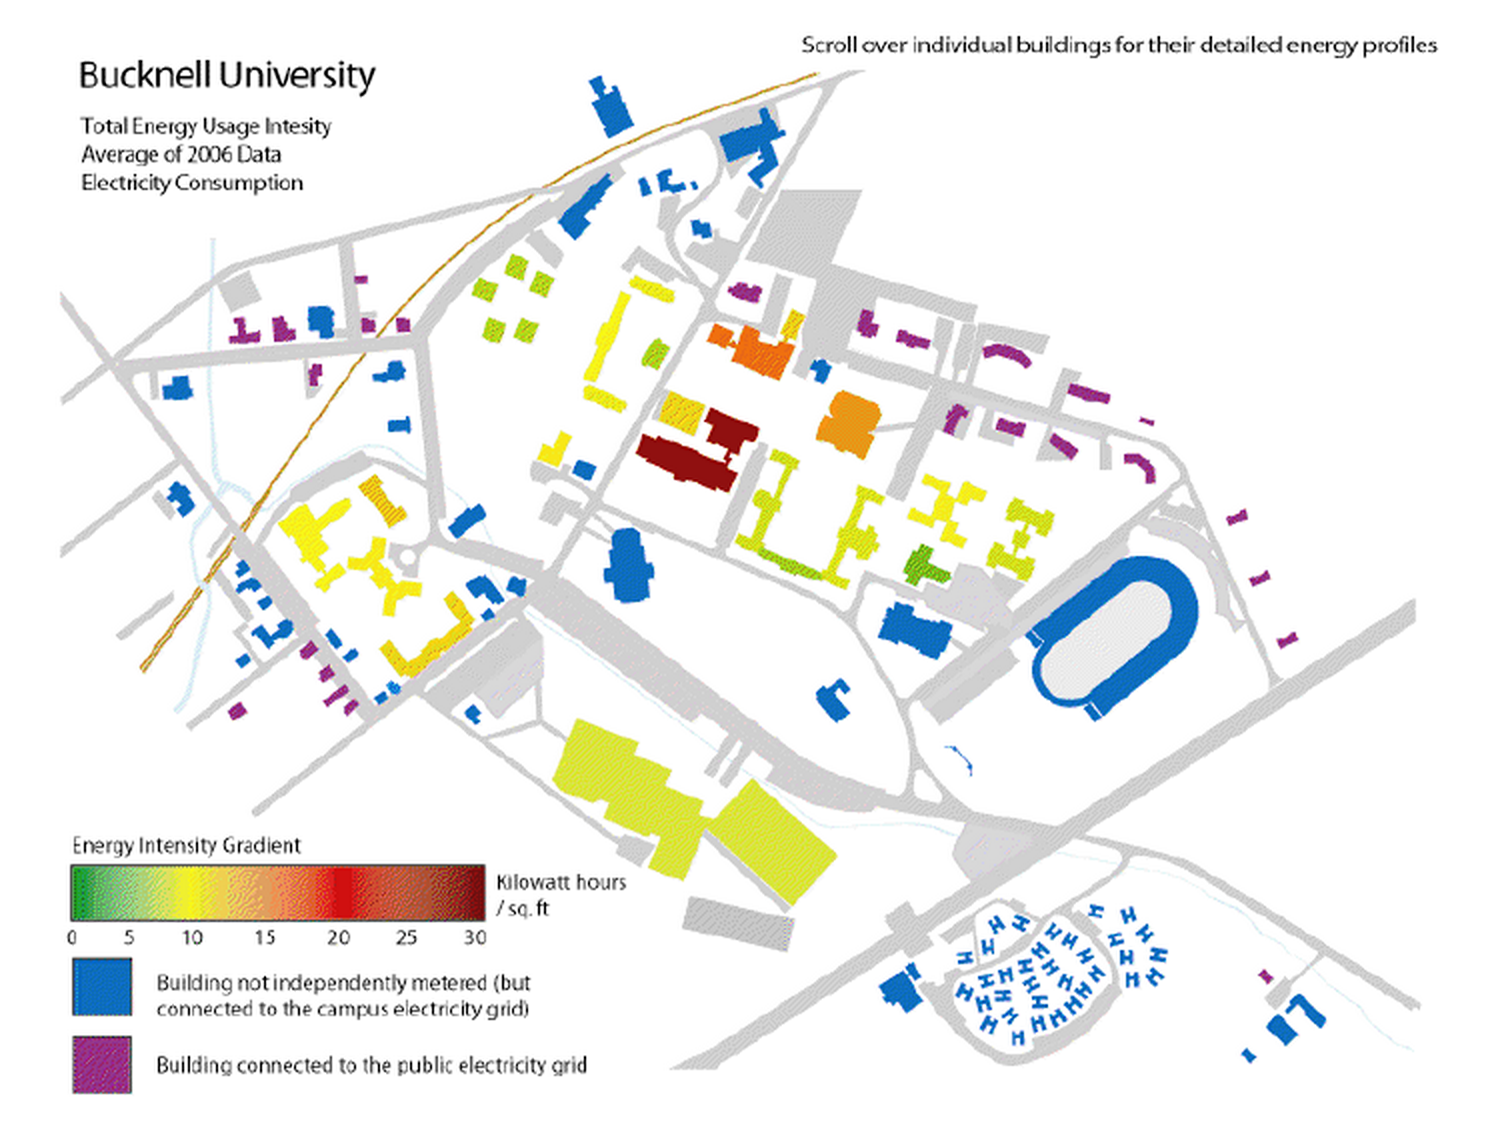 Scroll over individual buildings for their detailed energy profiles
Bucknell University
Total Energy Usage Intesity
Average of 2006 Data
Electricity Consumption
Energy Intensity Gradient
Kilowatt hours
/ sq. ft
0 5 10 15 20 25 30
Building not independently metered (but
connected to the campus electricity grid)
Building connected to the public electricity grid